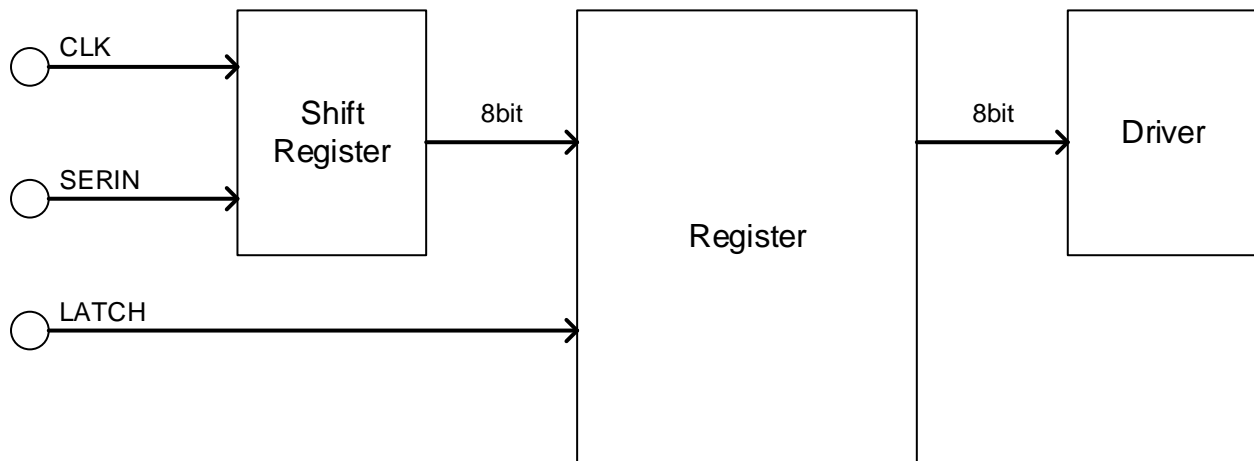 CLK
SERIN
LATCH
Shift
Register
8bit
Register
8bit
Driver